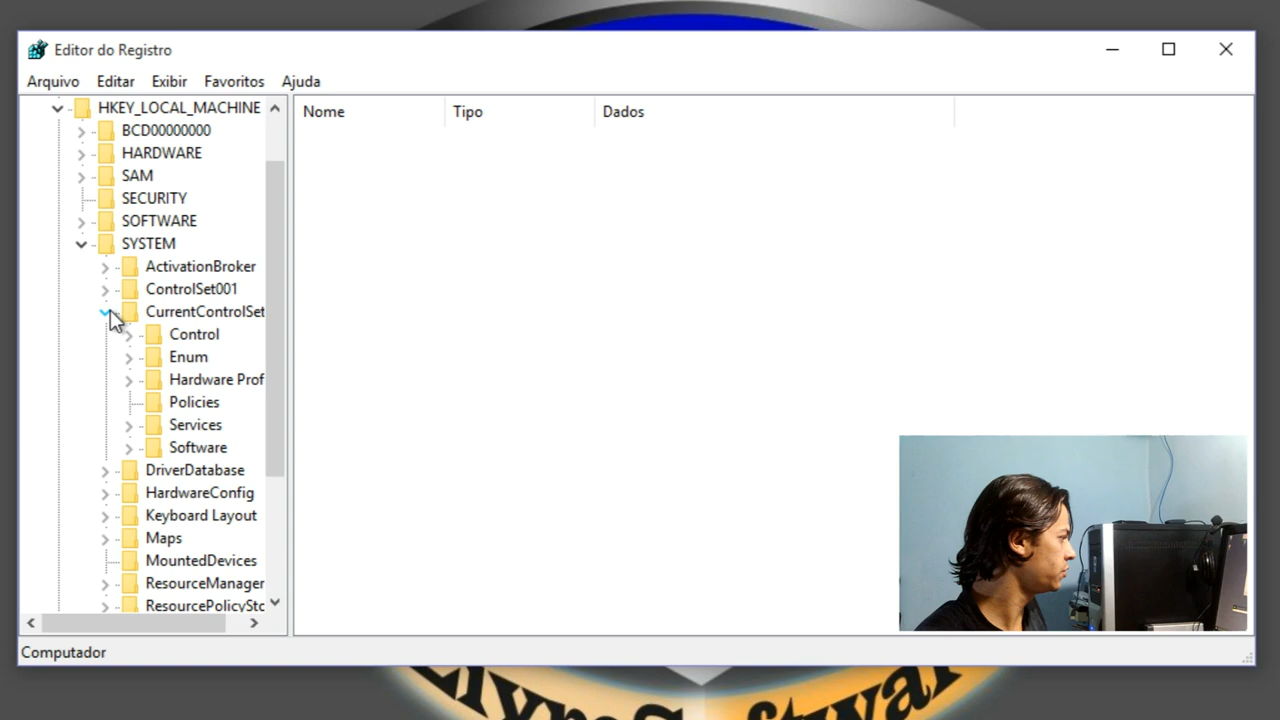 Editor do Registro
Arquivo Editar Exibir Favoritos Ajuda
HKEY_LOCAL_MACHINE
BCD00000000
HARDWARE
SAM
SECURITY
SOFTWARE
SYSTEM
ActivationBroker
ControlSet001
CurrentControlSet
Control
Enum
Hardware Prof
Policies
Services
Software
DriverDatabase
HardwareConfig
Keyboard Layout
Maps
MountedDevices
ResourceManager
ResourcePolicySto
Nome Tipo Dados
Computador
LivreSoftwar